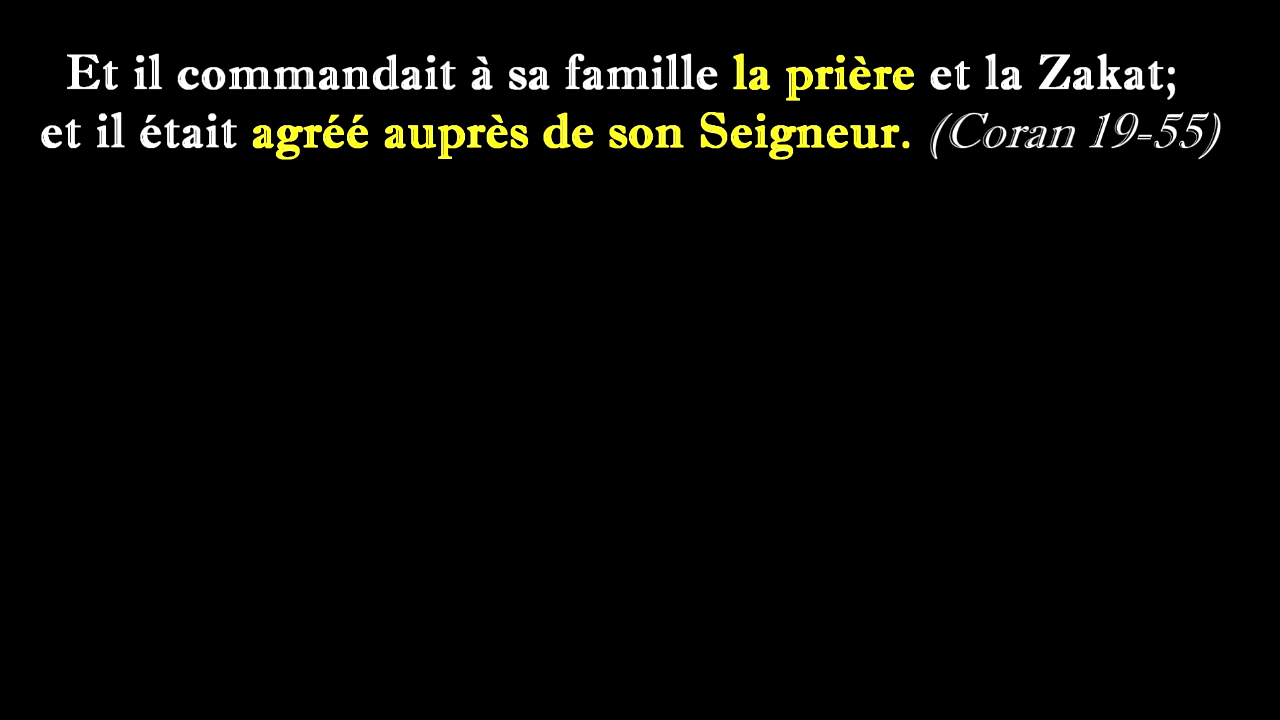 Et il commandait à sa famille la prière et la Zakat;
et il était agréé auprès de son Seigneur. (Coran 19-55)